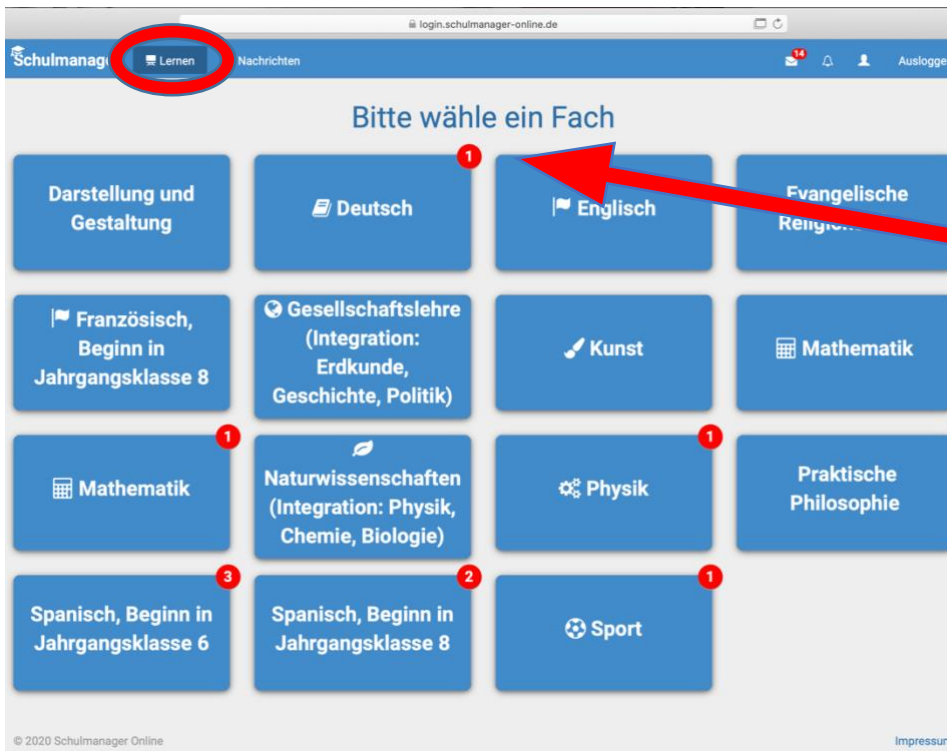 login.schulmanager-online.de
Schulmanag
Lernen
Nachrichten
14
Auslogge
Bitte wähle ein Fach
Darstellung und
Gestaltung
1
Deutsch
Englisch
Evangelische
Französisch,
Beginn in
Jahrgangsklasse 8
Gesellschaftslehre
(Integration:
Erdkunde,
Geschichte, Politik)
Kunst
Mathematik
1
Mathematik
Naturwissenschaften
(Integration: Physik,
Chemie, Biologie)
1
Physik
Praktische
Philosophie
3
Spanisch, Beginn in
Jahrgangsklasse 6
2
Spanisch, Beginn in
Jahrgangsklasse 8
1
Sport
© 2020 Schulmanager Online
Impressu